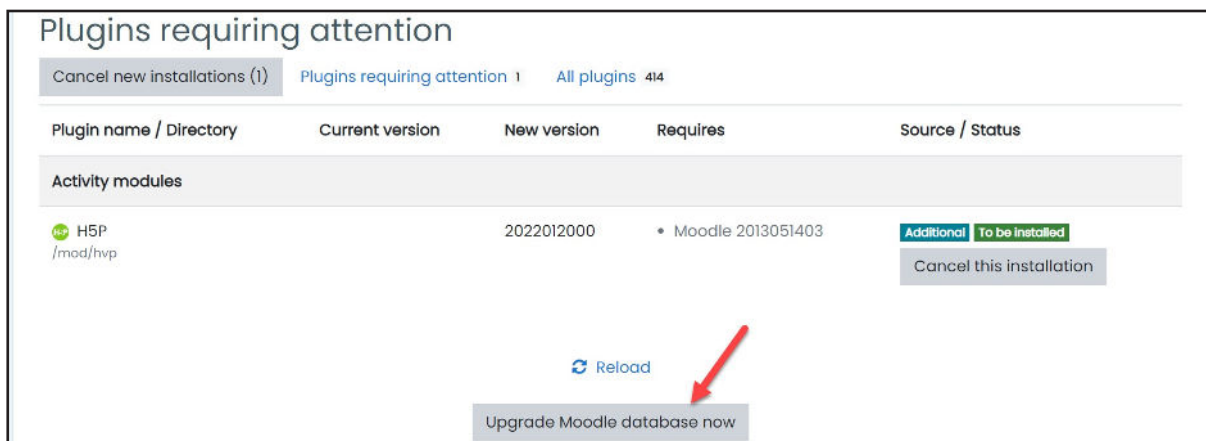 Plugins requiring attention
Cancel new installations (1) Plugins requiring attention 1 All plugins 414
Plugin name / Directory Current version New version Requires Source / Status
Activity modules
H-P H5P 2022012000 • Moodle 2013051403 Additional To be installed
/mod/hvp Cancel this installation
Reload
Upgrade Moodle database now